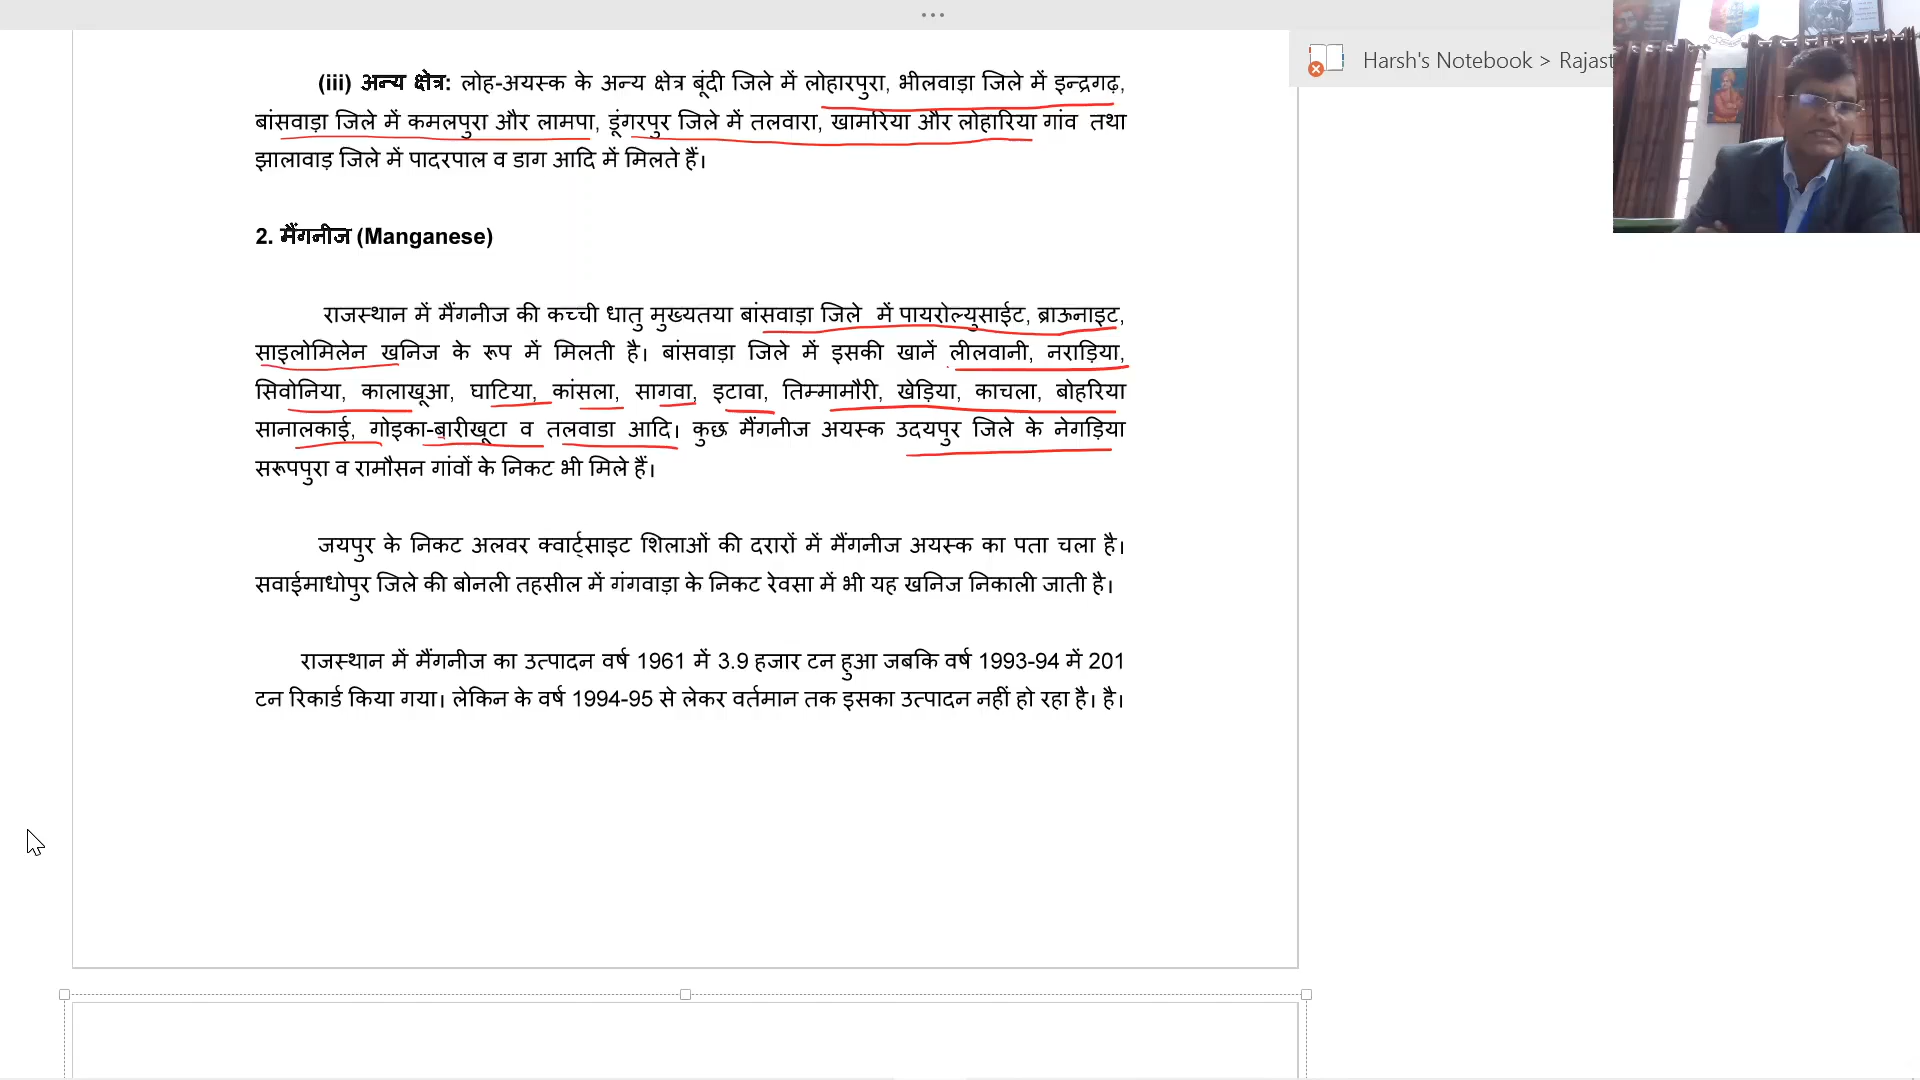 Harsh's Notebook > Rajast
(iii) अन्य क्षेत्र: लोह-अयस्क के अन्य क्षेत्र बूंदी जिले में लोहारपुरा, भीलवाड़ा जिले में इन्द्रगढ़,
बांसवाड़ा जिले में कमलपुरा और लामपा, डूंगरपुर जिले में तलवारा, खामरिया और लोहारिया गांव तथा
झालावाड़ जिले में पादरपाल व डाग आदि में मिलते हैं।
2. मैंगनीज (Manganese)
राजस्थान में मैंगनीज की कच्ची धातु मुख्यतया बांसवाड़ा जिले में पायरोल्युसाईट, ब्राऊनाइट,
साइलोमिलेन खनिज के रूप में मिलती है। बांसवाड़ा जिले में इसकी खानें लीलवानी, नराड़िया,
सिवोनिया, कालाखूआ, घाटिया, कांसला, सागवा, इटावा, तिम्मामौरी, खेड़िया, काचला, बोहरिया
सानालकाई, गोइका-बारीखूटा व तलवाडा आदि। कुछ मैंगनीज अयस्क उदयपुर जिले के नेगड़िया
सरूपपुरा व रामौसन गांवों के निकट भी मिले हैं।
जयपुर के निकट अलवर क्वार्ट्साइट शिलाओं की दरारों में मैंगनीज अयस्क का पता चला है।
सवाईमाधोपुर जिले की बोनली तहसील में गंगवाड़ा के निकट रेवसा में भी यह खनिज निकाली जाती है।
राजस्थान में मैंगनीज का उत्पादन वर्ष 1961 में 3.9 हजार टन हुआ जबकि वर्ष 1993-94 में 201
टन रिकार्ड किया गया। लेकिन के वर्ष 1994-95 से लेकर वर्तमान तक इसका उत्पादन नहीं हो रहा है। है।